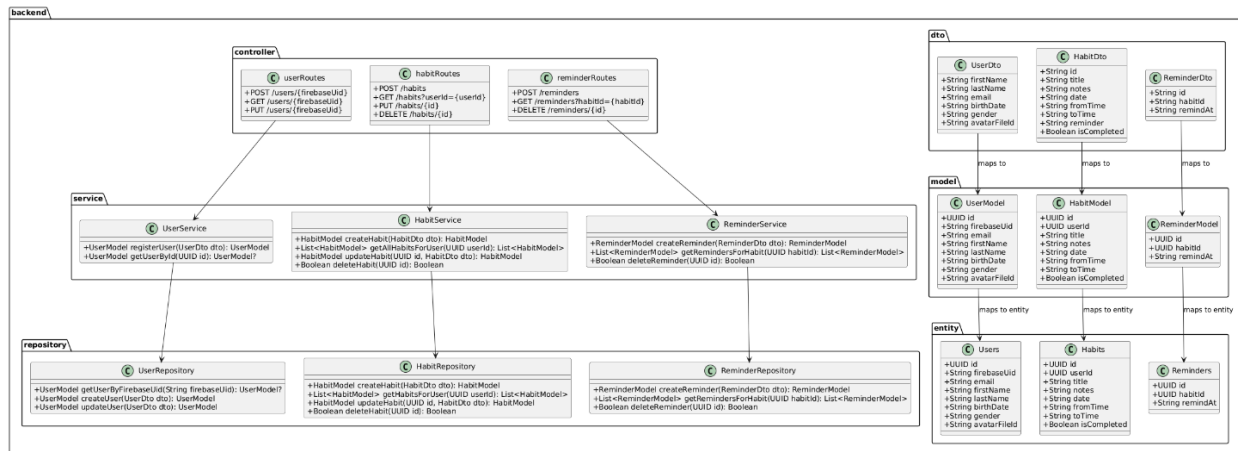 backend
controller
C userRoutes
+POST /users/{firebaseUid}
+GET /users/{firebaseUid}
+PUT /users/{firebaseUid}
C habitRoutes
+POST /habits
+GET /habits?userId={userId}
+PUT /habits/{id}
+DELETE /habits/{id}
C reminderRoutes
+POST /reminders
+GET /reminders?habitId={habitId}
+DELETE /reminders/{id}
service
C UserService
+UserModel registerUser(UserDto dto): UserModel
+UserModel getUserById(UUID id): UserModel?
C HabitService
+HabitModel createHabit(HabitDto dto): HabitModel
+List<HabitModel> getAllHabitsForUser(UUID userId): List<HabitModel>
+HabitModel updateHabit(UUID id, HabitDto dto): HabitModel
+Boolean deleteHabit(UUID id): Boolean
C ReminderService
+ReminderModel createReminder(ReminderDto dto): ReminderModel
+List<ReminderModel> getRemindersForHabit(UUID habitId): List<ReminderModel>
+Boolean deleteReminder(UUID id): Boolean
repository
C UserRepository
+UserModel getUserByFirebaseUid(String firebaseUid): UserModel?
+UserModel createUser(UserDto dto): UserModel
+UserModel updateUser(UserDto dto): UserModel
C HabitRepository
+HabitModel createHabit(HabitDto dto): HabitModel
+List<HabitModel> getHabitsForUser(UUID userId): List<HabitModel>
+HabitModel updateHabit(UUID id, HabitDto dto): HabitModel
+Boolean deleteHabit(UUID id): Boolean
C ReminderRepository
+ReminderModel createReminder(ReminderDto dto): ReminderModel
+List<ReminderModel> getRemindersForHabit(UUID habitId): List<ReminderModel>
+Boolean deleteReminder(UUID id): Boolean
dto
C UserDto
+String firstName
+String lastName
+String email
+String birthDate
+String gender
+String avatarFileId
C HabitDto
+String id
+String title
+String notes
+String date
+String fromTime
+String toTime
+String reminder
+Boolean isCompleted
C ReminderDto
+String id
+String habitId
+String remindAt
maps to
maps to
maps to
model
C UserModel
+UUID id
+String firebaseUid
+String email
+String firstName
+String lastName
+String birthDate
+String gender
+String avatarFileId
C HabitModel
+UUID id
+UUID userId
+String title
+String notes
+String date
+String fromTime
+String toTime
+Boolean isCompleted
C ReminderModel
+UUID id
+UUID habitId
+String remindAt
maps to entity
maps to entity
maps to entity
entity
C Users
+UUID id
+String firebaseUid
+String email
+String firstName
+String lastName
+String birthDate
+String gender
+String avatarFileId
C Habits
+UUID id
+UUID userId
+String title
+String notes
+String date
+String fromTime
+String toTime
+Boolean isCompleted
C Reminders
+UUID id
+UUID habitId
+String remindAt